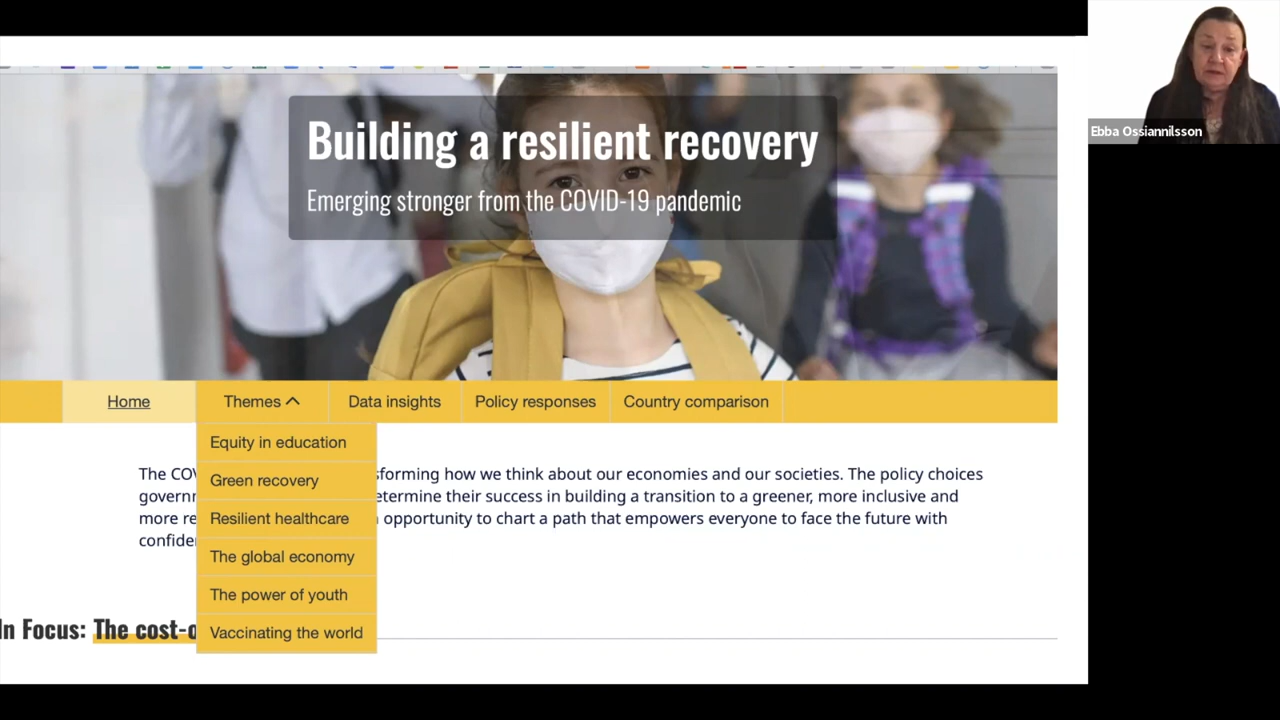 Building a resilient recovery
Emerging stronger from the COVID-19 pandemic
Ebba Ossiannilsson
Home
Themes
Data insights
Policy responses
Country comparison
Equity in education
Green recovery
Resilient healthcare
The global economy
The power of youth
Vaccinating the world
The how we think about our economies and our societies. The policy choices
their success in building a transition to a greener, more inclusive and
more opportunity to chart a path that empowers everyone to face the future with
In Focus: The